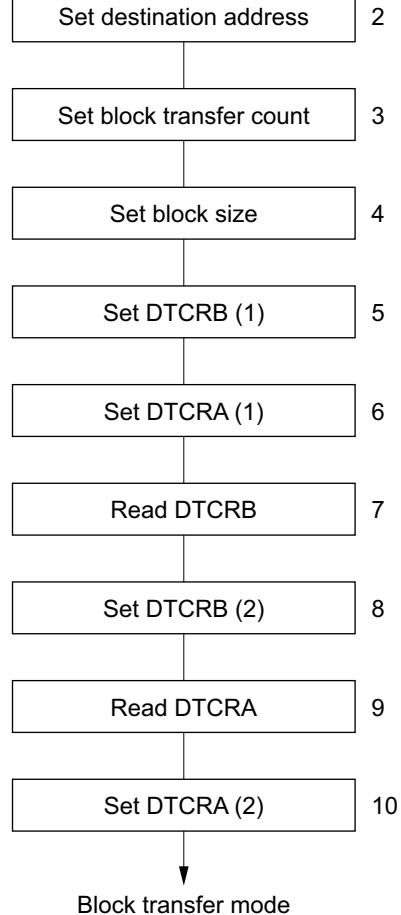 Set destination address 2
Set block transfer count 3
Set block size 4
Set DTCRB (1) 5
Set DTCRA (1) 6
Read DTCRB 7
Set DTCRB (2) 8
Read DTCRA 9
Set DTCRA (2) 10
Block transfer mode